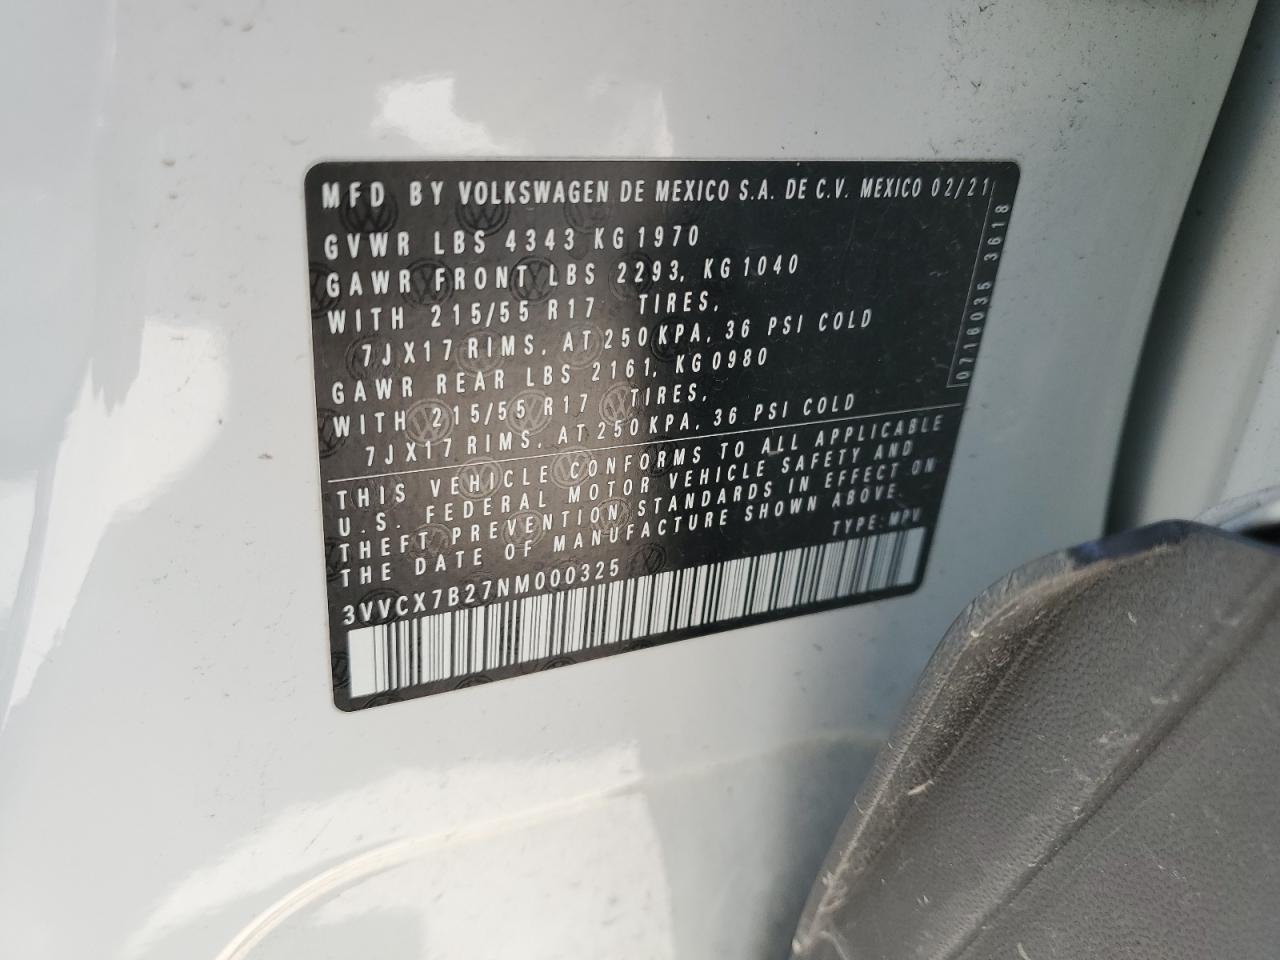 MFD BY VOLKSWAGEN DE MEXICO S.A. DE C.V. MEXICO 02/21
GVWR LBS 4343 KG 1970
GAWR FRONT LBS 2293, KG 1040
WITH 215/55 R17 TIRES,
7JX17 RIMS, AT 250 KPA, 36 PSI COLD
GAWR REAR LBS 2161, KG 0980
WITH 215/55 R17 TIRES,
7JX17 RIMS, AT 250 KPA, 36 PSI COLD
0716035 3618
THIS VEHICLE CONFORMS TO ALL APPLICABLE
U.S. FEDERAL MOTOR VEHICLE SAFETY AND
THEFT PREVENTION STANDARDS IN EFFECT ON
THE DATE OF MANUFACTURE SHOWN ABOVE
TYPE: MPV
3VVCX7B27NM000325